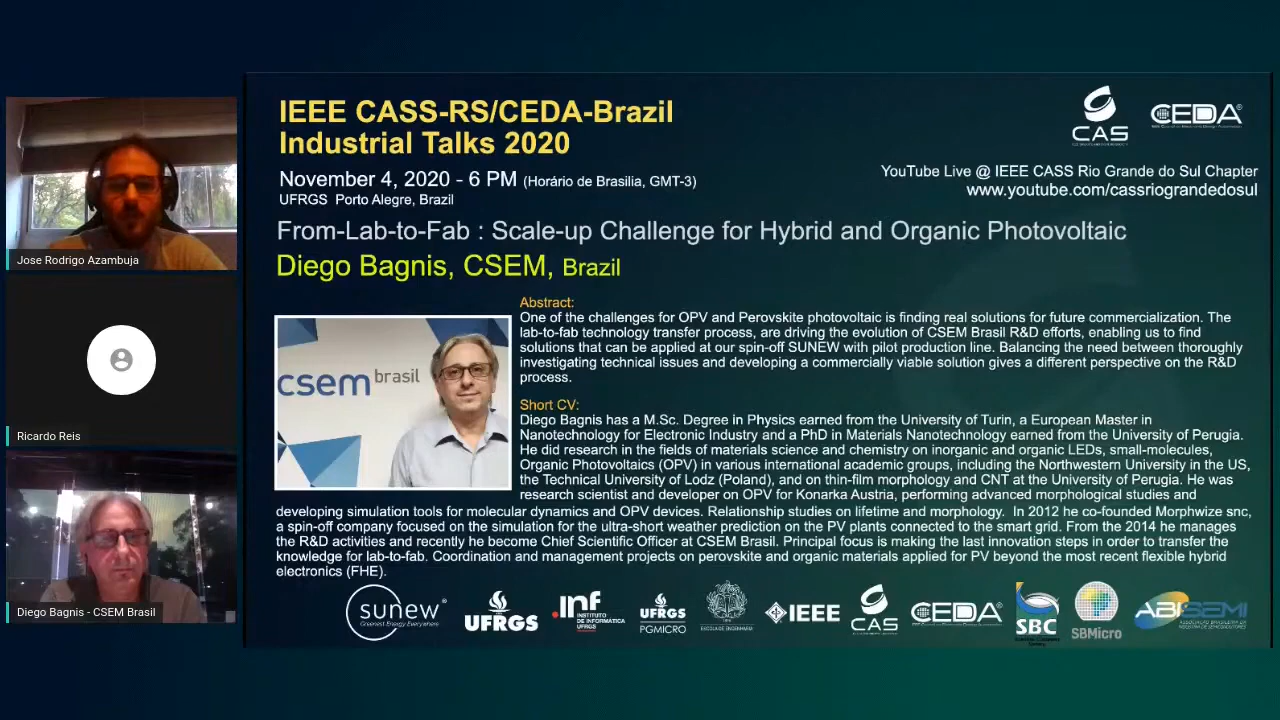 IEEE CASS-RS/CEDA-Brazil
Industrial Talks 2020
November 4, 2020 - 6 PM (Horário de Brasilia, GMT-3)
UFRGS Porto Alegre, Brazil
CAS
CEDA
YouTube Live @ IEEE CASS Rio Grande do Sul Chapter
www.youtube.com/cassriograndedosul
From-Lab-to-Fab : Scale-up Challenge for Hybrid and Organic Photovoltaic
Diego Bagnis, CSEM, Brazil
Jose Rodrigo Azambuja
Ricardo Reis
Diego Bagnis - CSEM Brasil
csem brasil
Abstract:
One of the challenges for OPV and Perovskite photovoltaic is finding real solutions for future commercialization. The
lab-to-fab technology transfer process, are driving the evolution of CSEM Brasil R&D efforts, enabling us to find
solutions that can be applied at our spin-off SUNEW with pilot production line. Balancing the need between thoroughly
investigating technical issues and developing a commercially viable solution gives a different perspective on the R&D
process.
Short CV:
Diego Bagnis has a M.Sc. Degree in Physics earned from the University of Turin, a European Master in
Nanotechnology for Electronic Industry and a PhD in Materials Nanotechnology earned from the University of Perugia.
He did research in the fields of materials science and chemistry on inorganic and organic LEDs, small-molecules,
Organic Photovoltaics (OPV) in various international academic groups, including the Northwestern University in the US,
the Technical University of Lodz (Poland), and on thin-film morphology and CNT at the University of Perugia. He was
research scientist and developer on OPV for Konarka Austria, performing advanced morphological studies and
developing simulation tools for molecular dynamics and OPV devices. Relationship studies on lifetime and morphology. In 2012 he co-founded Morphwize snc,
a spin-off company focused on the simulation for the ultra-short weather prediction on the PV plants connected to the smart grid. From the 2014 he manages
the R&D activities and recently he become Chief Scientific Officer at CSEM Brasil. Principal focus is making the last innovation steps in order to transfer the
knowledge for lab-to-fab. Coordination and management projects on perovskite and organic materials applied for PV beyond the most recent flexible hybrid
electronics (FHE).
sunew
Greenest Energy Everywhere
UFRGS
.inf
INSTITUTO
DE INFORMÁTICA
UFRGS
UFRGS
PGMICRO
ESCOLA DE ENGENHARIA
IEEE
CAS
CEDA
SBC
SBMicro
ABISEMI